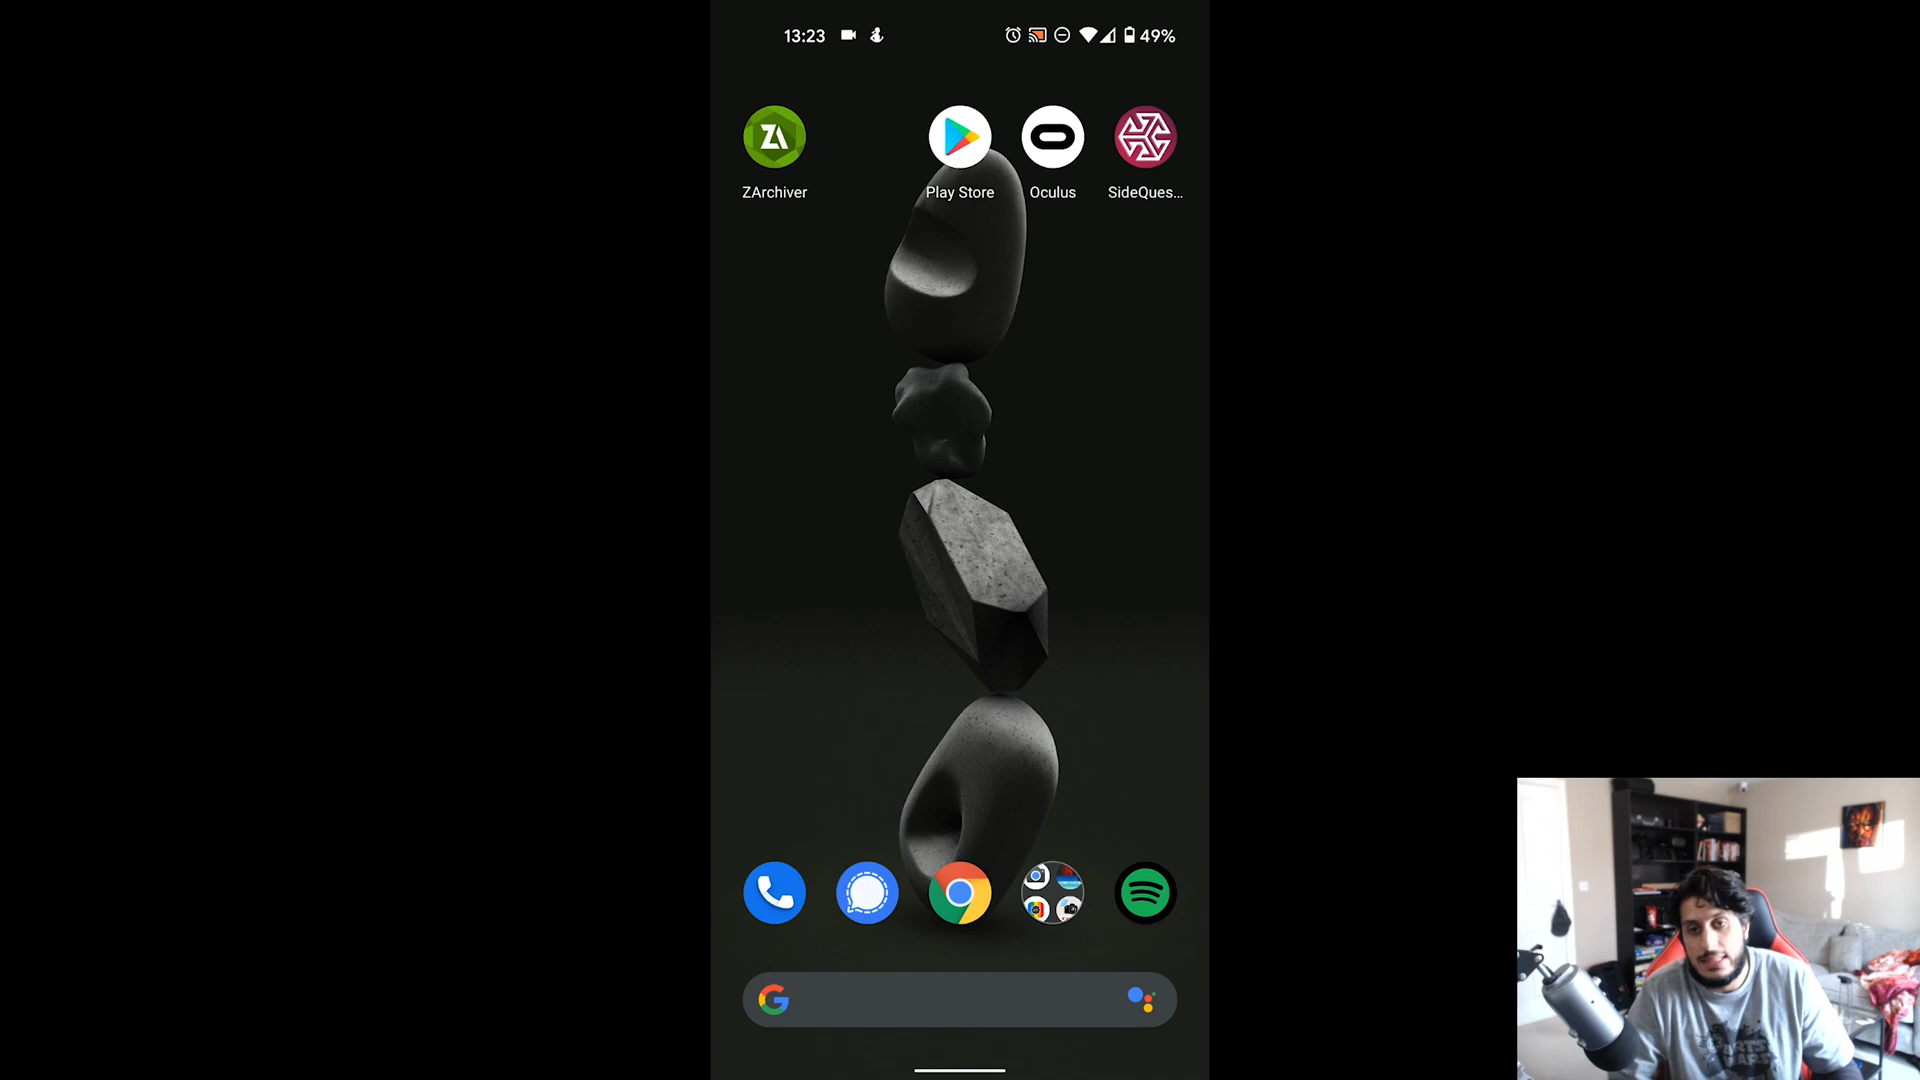 13:23
49%
ZArchiver
Play Store
Oculus
SideQues...